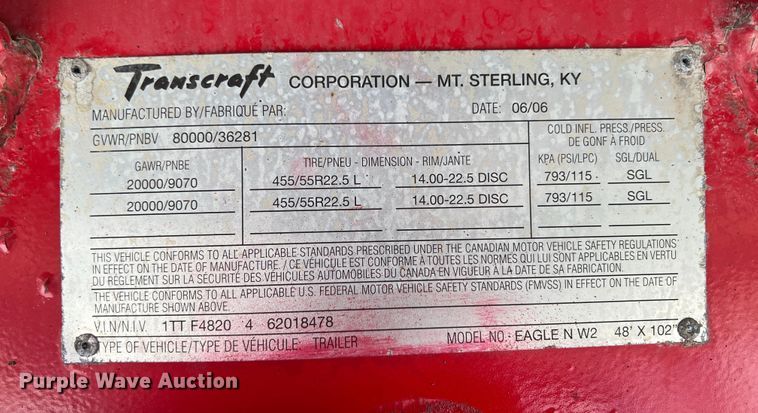 Transcraft CORPORATION — MT. STERLING, KY
MANUFACTURED BY/FABRIQUÉ PAR: DATE: 06/06
GVWR/PNBV 80000/36281
COLD INFL. PRESS./PRESS. DE GONF À FROID
GAWR/PNBE TIRE/PNEU - DIMENSION - RIM/JANTE KPA (PSI/LPC) SGL/DUAL
20000/9070 455/55R22.5 L 14.00-22.5 DISC 793/115 SGL
20000/9070 455/55R22.5 L 14.00-22.5 DISC 793/115 SGL
THIS VEHICLE CONFORMS TO ALL APPLICABLE STANDARDS PRESCRIBED UNDER THE CANADIAN MOTOR VEHICLE SAFETY REGULATIONS
IN EFFECT ON THE DATE OF MANUFACTURE. / CE VÉHICULE EST CONFORME À TOUTES LES NORMES QUI LUI SONT APPLICABLES EN VERTU
DU RÈGLEMENT SUR LA SÉCURITÉ DES VÉHICULES AUTOMOBILES DU CANADA EN VIGUEUR À LA DATE DE SA FABRICATION.
THE VEHICLE CONFORMS TO ALL APPLICABLE U.S. FEDERAL MOTOR VEHICLE SAFETY STANDARDS (FMVSS) IN EFFECT ON THE DATE OF
MANUFACTURE SHOWN ABOVE.
V.I.N/N.I.V. 1TT F4820 4 62018478
TYPE OF VEHICLE/TYPE DE VÉHICULE: TRAILER MODEL NO.: EAGLE N W2 48' X 102"
Purple Wave Auction